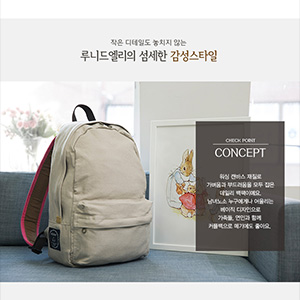 작은 디테일도 놓치지 않는
루니드엘리의 섬세한 감성스타일
CHECK POINT
CONCEPT
워싱 캔버스 재질로
가벼움과 부드러움을 모두 잡은
데일리 백팩이예요.
남녀노소 누구에게나 어울리는
베이직 디자인으로
가족들, 연인과 함께
커플백으로 메기에도 좋아요.